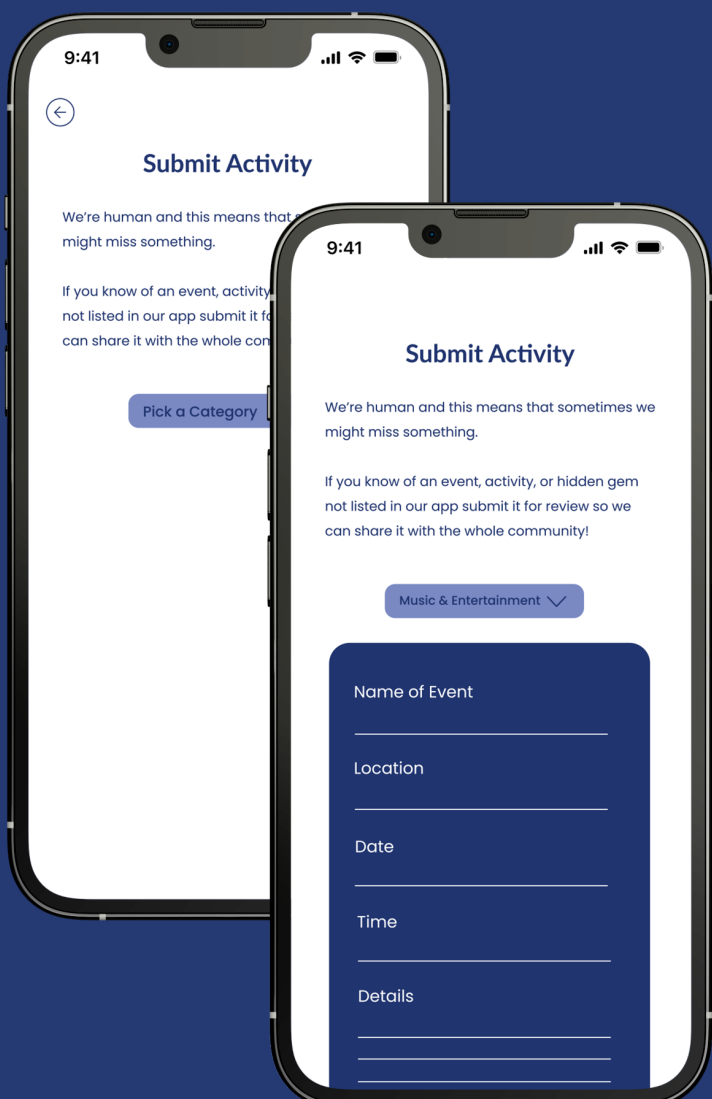 9:41
Submit Activity
We’re human and this means that
might miss something.
If you know of an event, activity
not listed in our app submit it
can share it with the whole
Pick a Category
9:41
Submit Activity
We’re human and this means that sometimes we
might miss something.
If you know of an event, activity, or hidden gem
not listed in our app submit it for review so we
can share it with the whole community!
Music & Entertainment
Name of Event
Location
Date
Time
Details